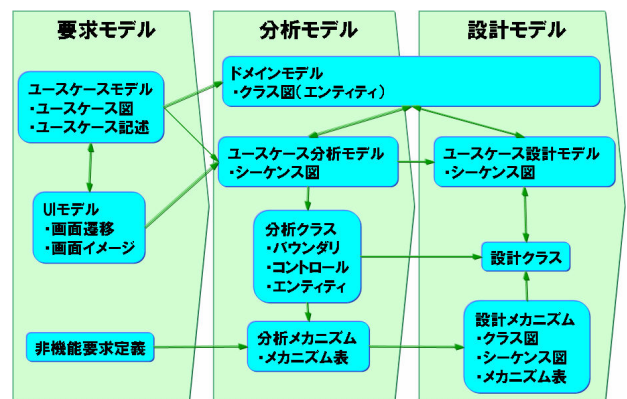 要求モデル
分析モデル
設計モデル
ユースケースモデル
・ユースケース図
・ユースケース記述
UIモデル
・画面遷移
・画面イメージ
非機能要求定義
ドメインモデル
・クラス図(エンティティ)
ユースケース分析モデル
・シーケンス図
分析クラス
・バウンダリ
・コントロール
・エンティティ
分析メカニズム
・メカニズム表
ユースケース設計モデル
・シーケンス図
設計クラス
設計メカニズム
・クラス図
・シーケンス図
・メカニズム表